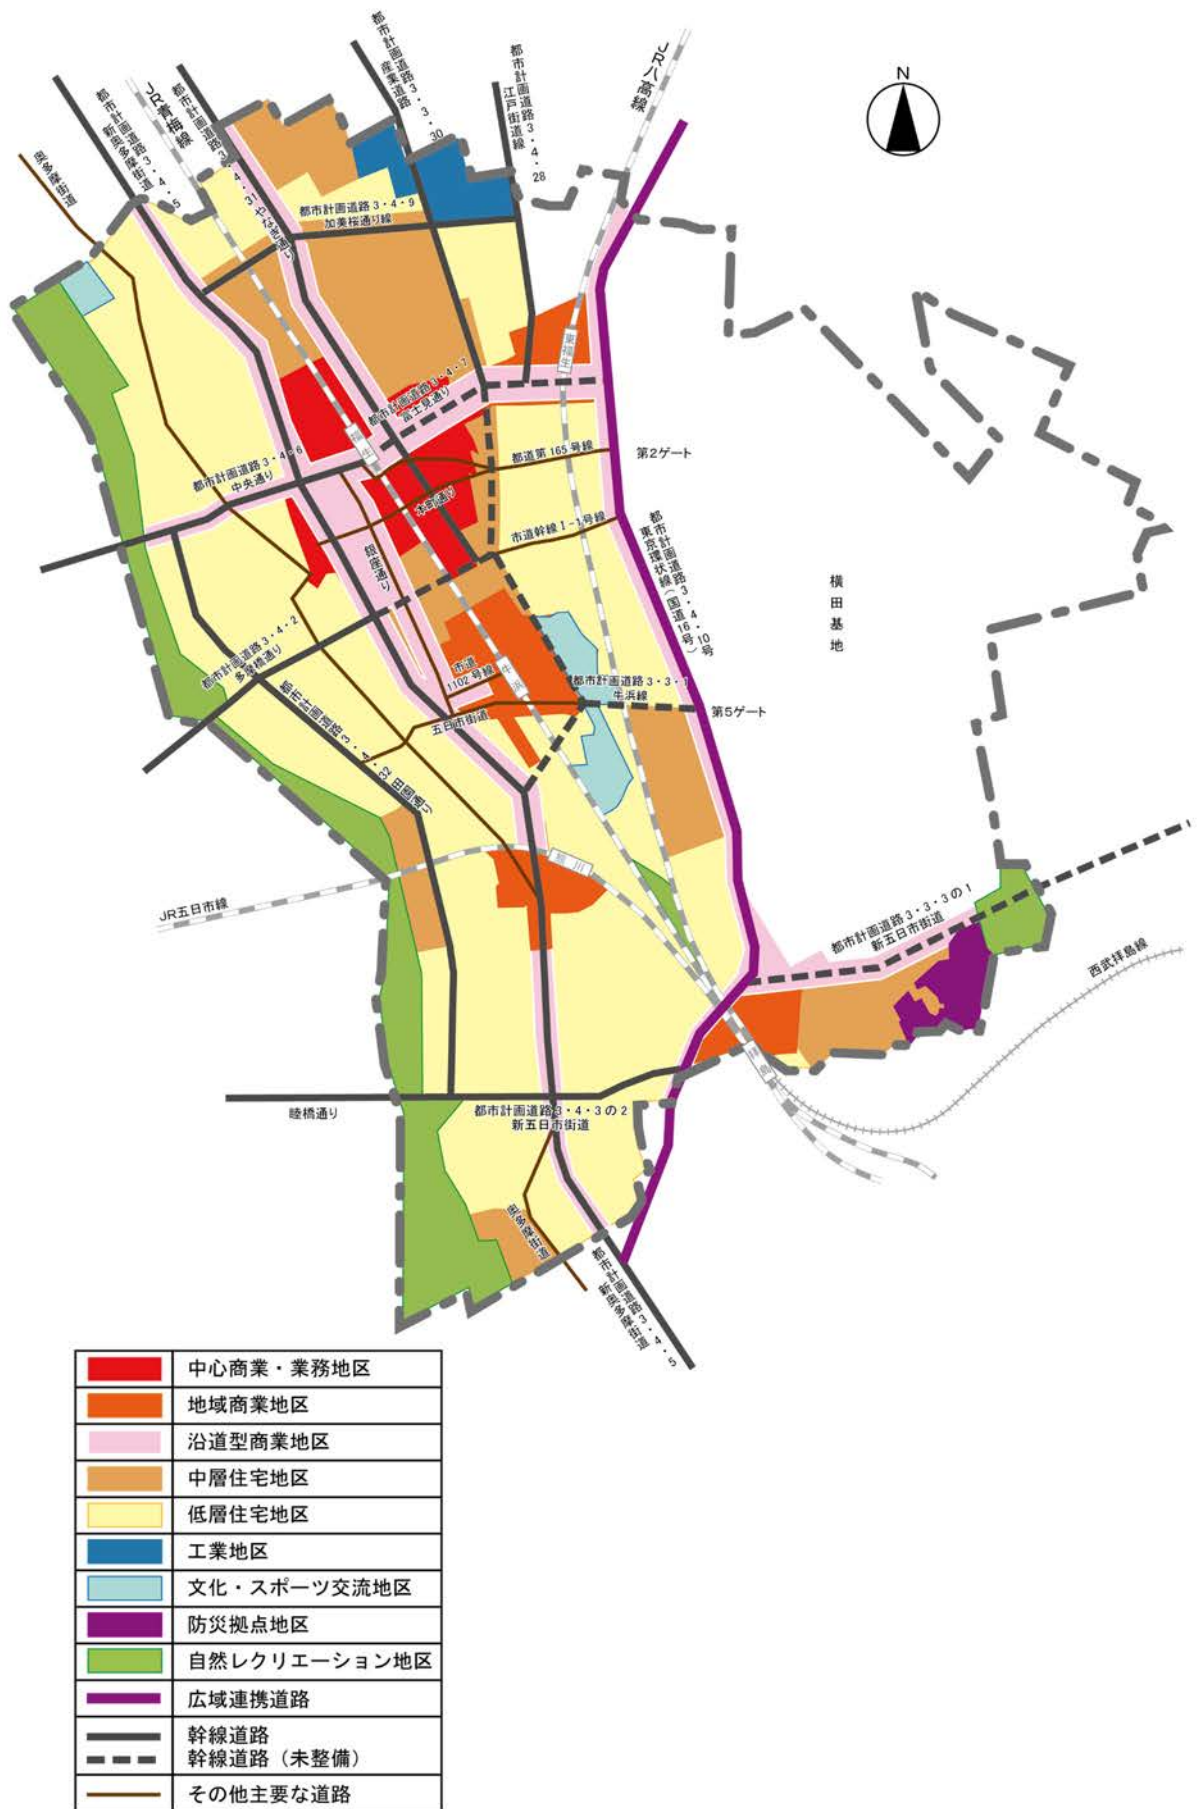 N
都市計画道路3・3・30
産業道路
都市計画道路3・4・28
江戸街道線
JR八高線
JR青梅線
都市計画道路3・4・31
やなぎ通り
都市計画道路3・4・5
新奥多摩街道
奥多摩街道
都市計画道路3・4・9
加美桜通り線
東福生
都市計画道路3・4・7
富士見通り
福生
都市計画道路3・4・6
中央通り
都道第165号線
第2ゲート
本町通り
市道幹線Ⅰ-1号線
銀座通り
都市計画道路3・4・10号
東京環状線(国道16号)
横田基地
都市計画道路3・4・2
多摩橋通り
市道
1102号線
牛浜
都市計画道路3・3・1
牛浜線
第5ゲート
五日市街道
都市計画道路3・4・32
田園通り
熊川
JR五日市線
都市計画道路3・3・3の1
新五日市街道
西武拝島線
拝島
睦橋通り
都市計画道路3・4・3の2
新五日市街道
奥多摩街道
都市計画道路3・4・5
新奥多摩街道
中心商業・業務地区
地域商業地区
沿道型商業地区
中層住宅地区
低層住宅地区
工業地区
文化・スポーツ交流地区
防災拠点地区
自然レクリエーション地区
広域連携道路
幹線道路
幹線道路（未整備）
その他主要な道路